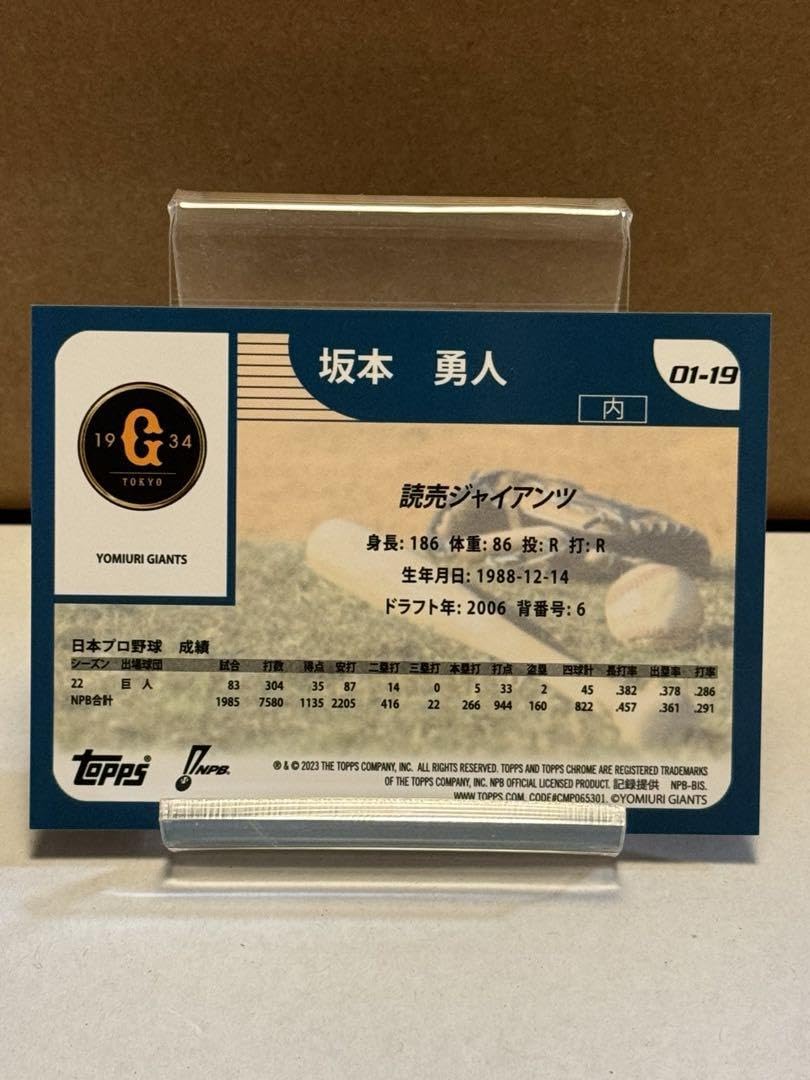 坂本 勇人
01-19
内
19 G 34
TOKYO
YOMIURI GIANTS
読売ジャイアンツ
身長: 186 体重: 86 投: R 打: R
生年月日: 1988-12-14
ドラフト年: 2006 背番号: 6
日本プロ野球 成績
シーズン 出場球団 試合 打数 得点 安打 二塁打 三塁打 本塁打 打点 盗塁 四球計 長打率 出塁率 打率
22 巨 人 83 304 35 87 14 0 5 33 2 45 .382 .378 .286
NPB合計 1985 7580 1135 2205 416 22 266 944 160 822 .457 .361 .291
topps® NPB.
® & © 2023 THE TOPPS COMPANY, INC. ALL RIGHTS RESERVED. TOPPS AND TOPPS CHROME ARE REGISTERED TRADEMARKS
OF THE TOPPS COMPANY, INC. NPB OFFICIAL LICENSED PRODUCT. 記録提供 NPB-BIS.
WWW.TOPPS.COM. CODE#CMP065301. ©YOMIURI GIANTS